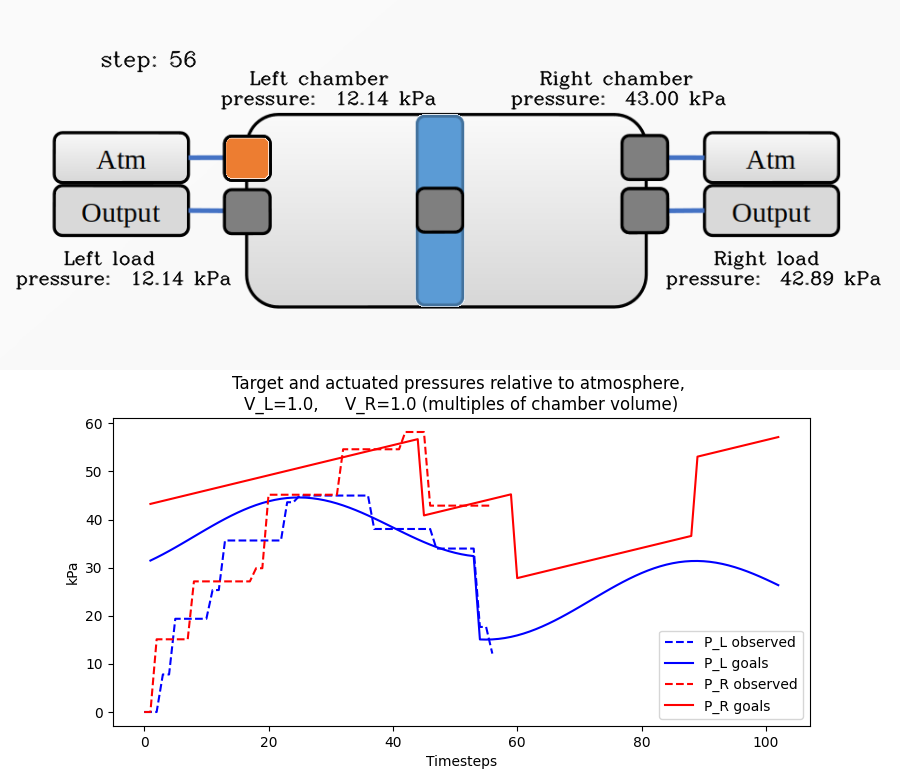 step: 56
Left chamber
pressure: 12.14 kPa
Right chamber
pressure: 43.00 kPa
Atm
Output
Atm
Output
Left load
pressure: 12.14 kPa
Right load
pressure: 42.89 kPa
Target and actuated pressures relative to atmosphere,
V_L=1.0, V_R=1.0 (multiples of chamber volume)
60
50
40
30
20
10
0
kPa
0 20 40 60 80 100
Timesteps
P_L observed
P_L goals
P_R observed
P_R goals